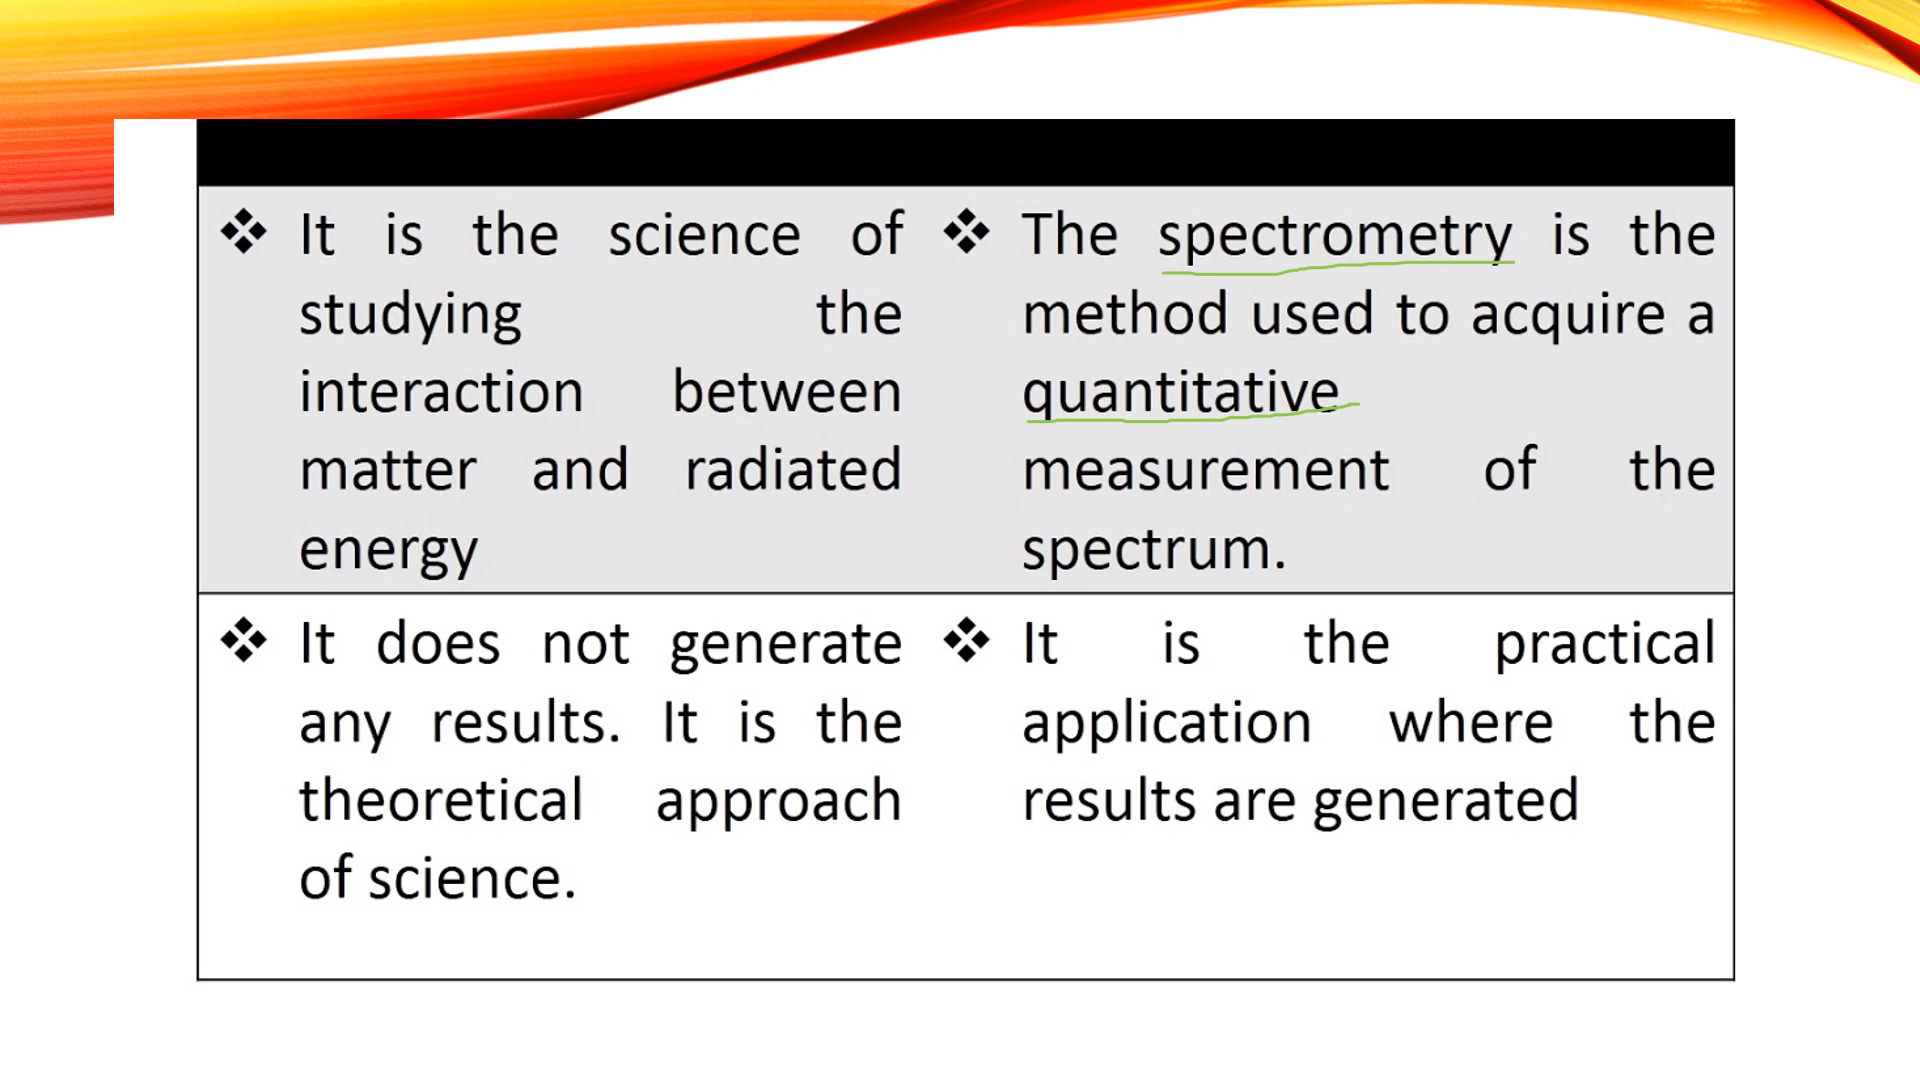 ❖ It is the science of
studying the
interaction between
matter and radiated
energy
❖ The spectrometry is the
method used to acquire a
quantitative
measurement of the
spectrum.
❖ It does not generate
any results. It is the
theoretical approach
of science.
❖ It is the practical
application where the
results are generated